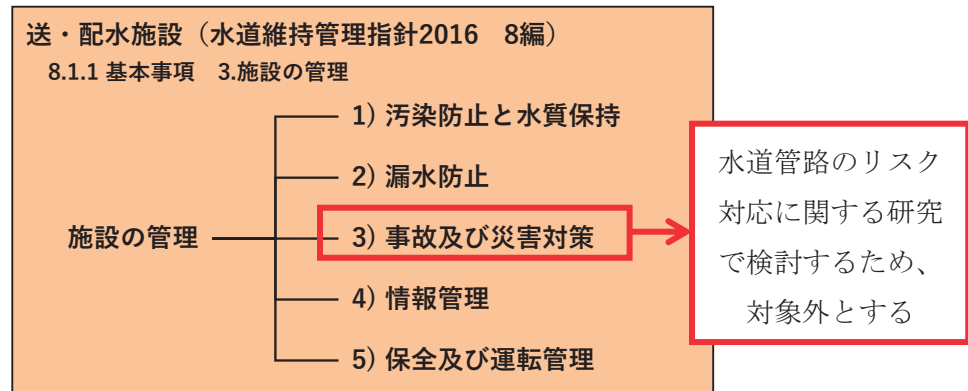 送・配水施設（水道維持管理指針2016　8編）
8.1.1 基本事項　3.施設の管理
施設の管理
1) 汚染防止と水質保持
2) 漏水防止
3) 事故及び災害対策
4) 情報管理
5) 保全及び運転管理
水道管路のリスク
対応に関する研究
で検討するため、
対象外とする